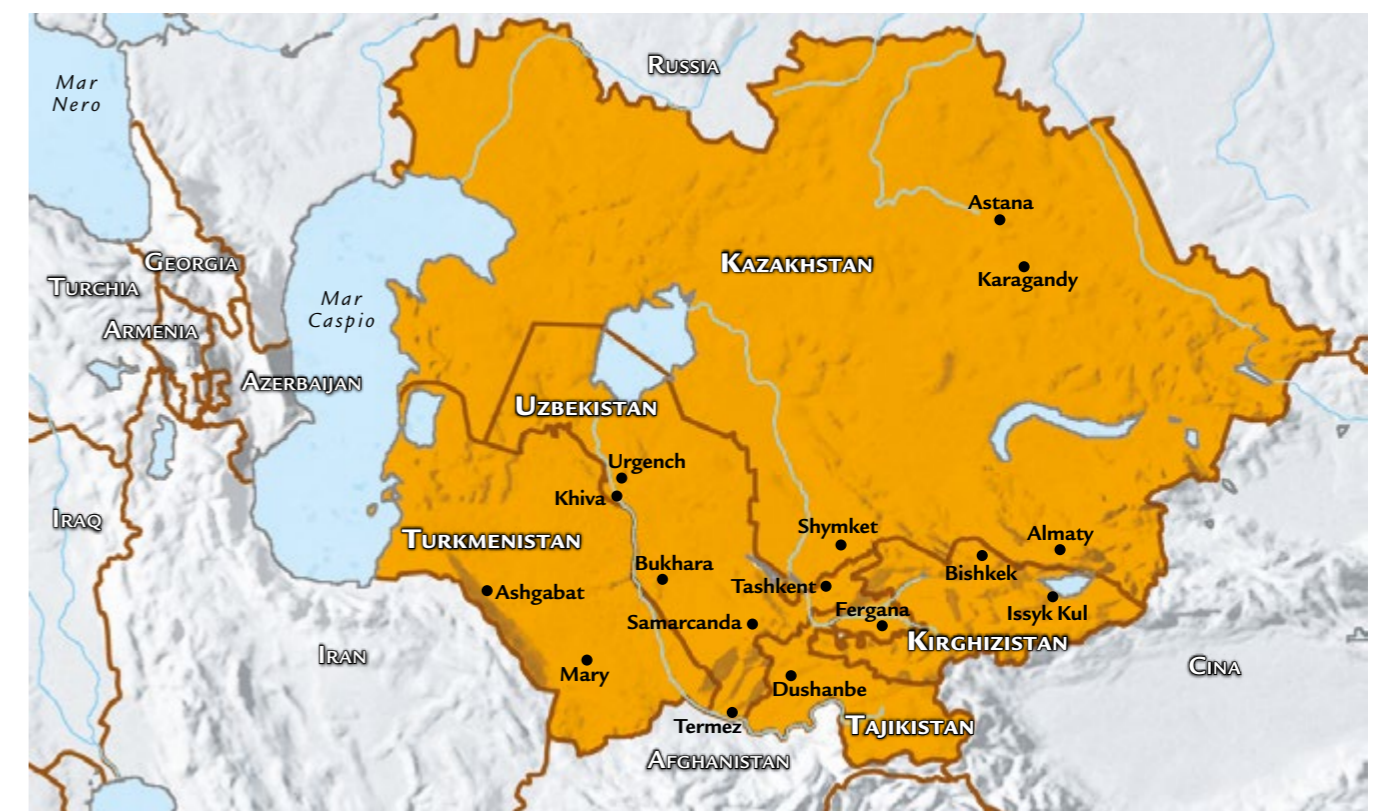 Mar
Nero
RUSSIA
Astana
GEORGIA
KAZAKHSTAN
Karagandy
TURCHIA
Mar
Caspio
ARMENIA
AZERBAIJAN
UZBEKISTAN
Urgench
Khiva
IRAQ
TURKMENISTAN
Shymket
Almaty
Bukhara
Bishkek
Tashkent
Ashgabat
Fergana
Issyk Kul
Samarcanda
KIRGHIZISTAN
IRAN
CINA
Mary
Dushanbe
Termez
TAJIKISTAN
AFGHANISTAN